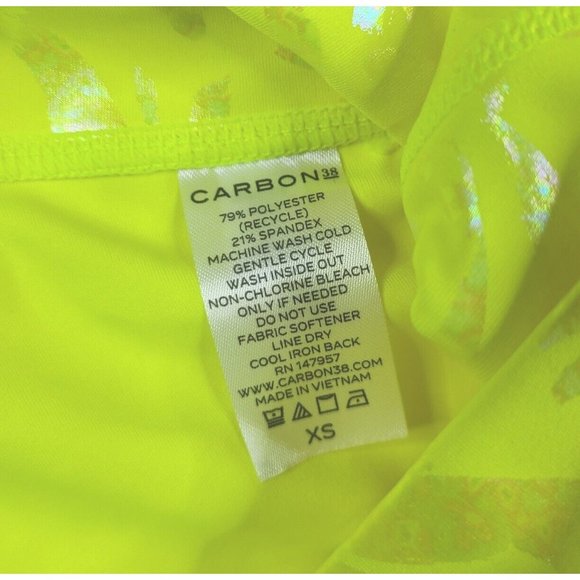 CARBON38
79% POLYESTER
(RECYCLE)
21% SPANDEX
MACHINE WASH COLD
GENTLE CYCLE
WASH INSIDE OUT
NON-CHLORINE BLEACH
ONLY IF NEEDED
DO NOT USE
FABRIC SOFTENER
LINE DRY
COOL IRON BACK
RN 147957
WWW.CARBON38.COM
MADE IN VIETNAM
XS